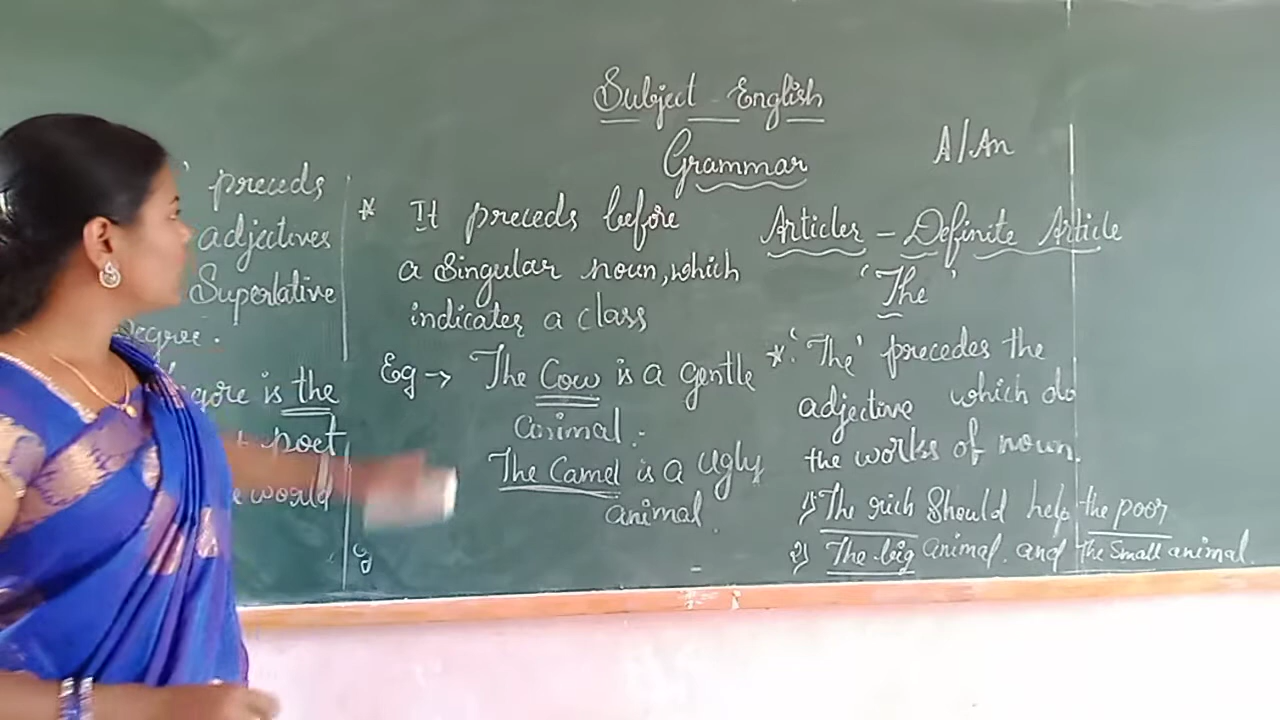 Subject - English
Grammar
A/An
Articles - Definite Article
'The'
preceds
adjectives
Superlative
Degree.
gore is the
poet
world
* It preceds before
a Singular noun, which
indicates a class
Eg → The Cow is a gentle
animal.
The Camel is a Ugly
animal.
* 'The' precedes the
adjective which do
the works of noun.
1) The rich Should help the poor
2) The big animal. and the Small animal.